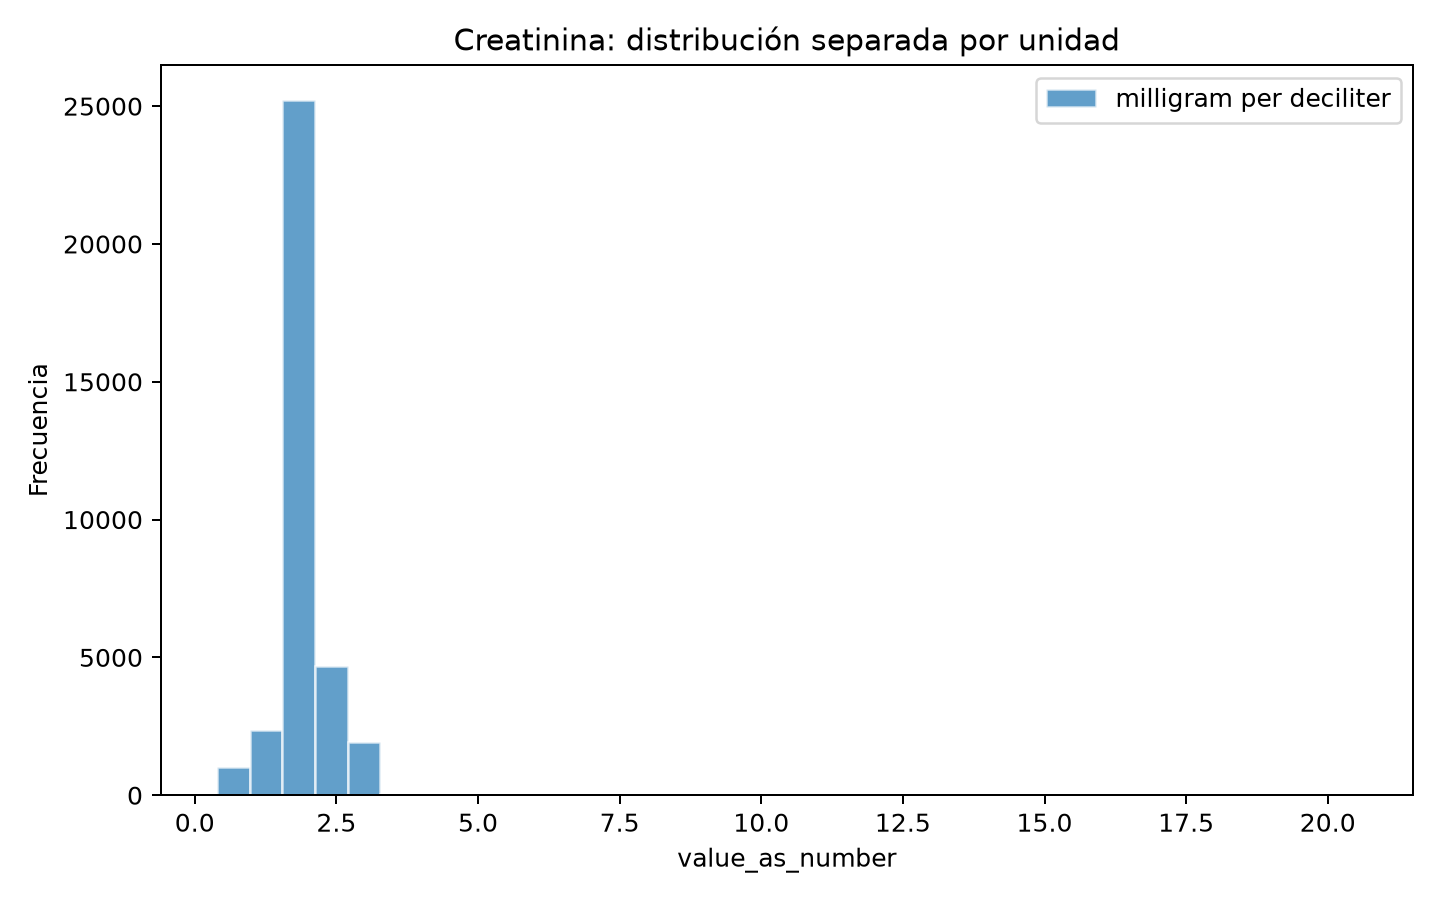 Creatinina: distribución separada por unidad
milligram per deciliter
Frecuencia
25000
20000
15000
10000
5000
0
0.0 2.5 5.0 7.5 10.0 12.5 15.0 17.5 20.0
value_as_number